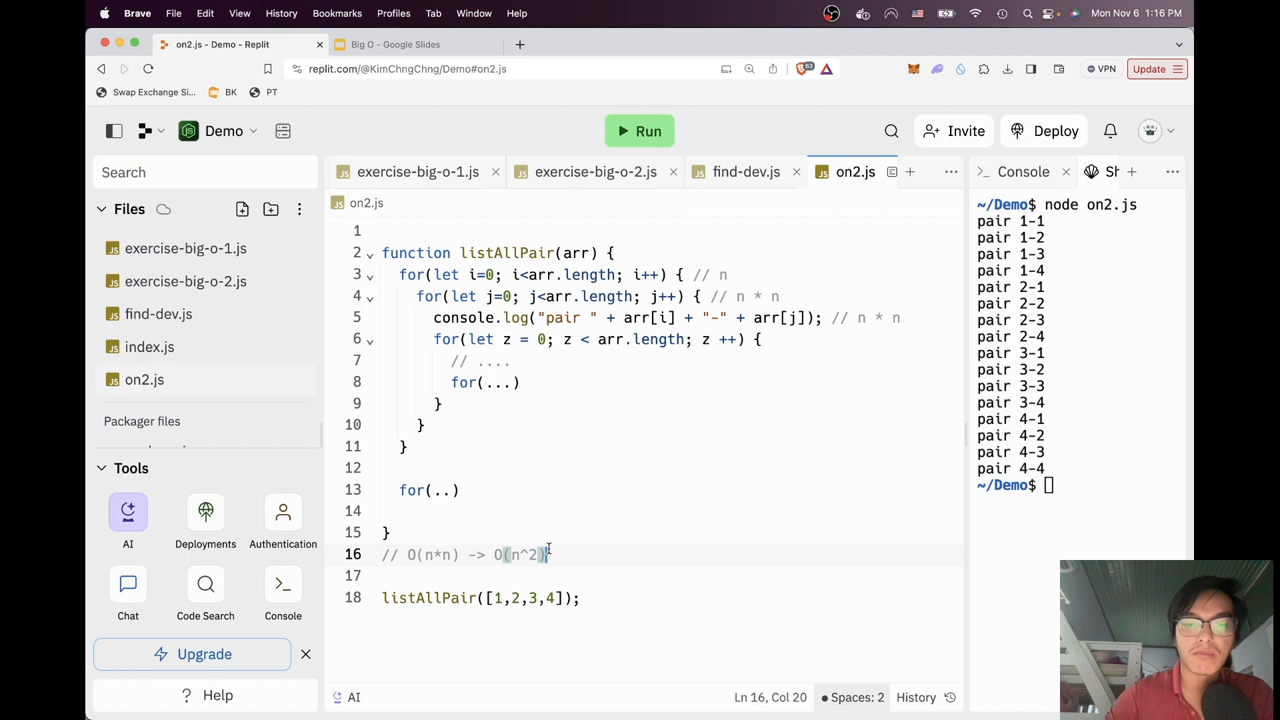 Brave File Edit View History Bookmarks Profiles Tab Window Help Mon Nov 6 1:16 PM
on2.js - Demo - Replit × Big O - Google Slides +
replit.com/@KimChngChng/Demo#on2.js 63 VPN Update
Swap Exchange Si... BK PT
Demo Run Invite Deploy
Search
exercise-big-o-1.js × exercise-big-o-2.js × find-dev.js × on2.js + ...
Console × Sh + ...
Files
exercise-big-o-1.js
exercise-big-o-2.js
find-dev.js
index.js
on2.js
Packager files
Tools
AI Deployments Authentication
Chat Code Search Console
Upgrade ×
? Help
on2.js
1
2 function listAllPair(arr) {
3 for(let i=0; i<arr.length; i++) { // n
4 for(let j=0; j<arr.length; j++) { // n * n
5 console.log("pair " + arr[i] + "-" + arr[j]); // n * n
6 for(let z = 0; z < arr.length; z ++) {
7 // ....
8 for(...)
9 }
10 }
11 }
12
13 for(..)
14
15 }
16 // O(n*n) -> O(n^2)
17
18 listAllPair([1,2,3,4]);
AI Ln 16, Col 20 Spaces: 2 History
~/Demo$ node on2.js
pair 1-1
pair 1-2
pair 1-3
pair 1-4
pair 2-1
pair 2-2
pair 2-3
pair 2-4
pair 3-1
pair 3-2
pair 3-3
pair 3-4
pair 4-1
pair 4-2
pair 4-3
pair 4-4
~/Demo$